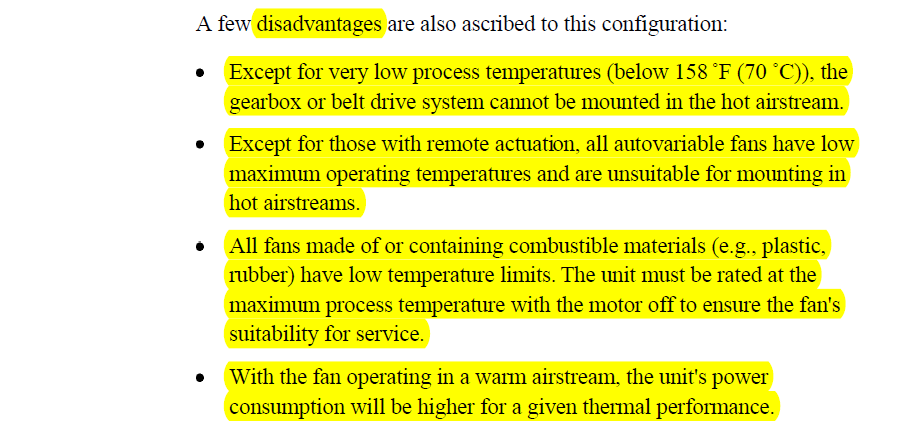 A few disadvantages are also ascribed to this configuration:
• Except for very low process temperatures (below 158 ˚F (70 ˚C)), the
gearbox or belt drive system cannot be mounted in the hot airstream.
• Except for those with remote actuation, all autovariable fans have low
maximum operating temperatures and are unsuitable for mounting in
hot airstreams.
• All fans made of or containing combustible materials (e.g., plastic,
rubber) have low temperature limits. The unit must be rated at the
maximum process temperature with the motor off to ensure the fan's
suitability for service.
• With the fan operating in a warm airstream, the unit's power
consumption will be higher for a given thermal performance.